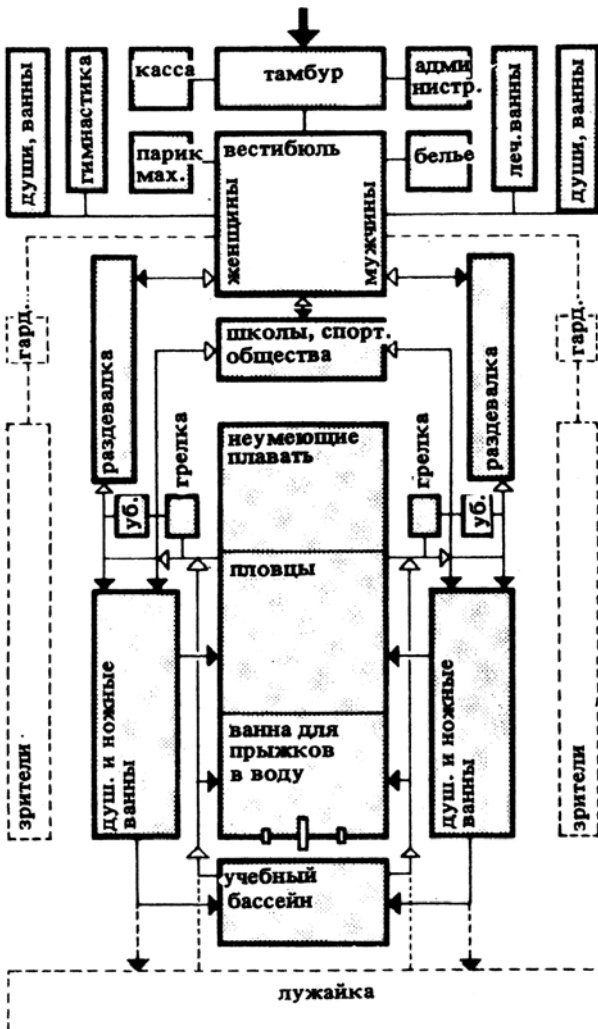 касса
тамбур
адми
нистр.
души, ванны
гимнастика
парик
мах.
вестибюль
женщины
мужчины
белье
леч. ванны
души, ванны
гард.
раздевалка
школы, спорт.
общества
раздевалка
гард.
неумеющие
плавать
уб.
грелка
грелка
уб.
пловцы
зрители
душ. и ножные
ванны
ванна для
прыжков
в воду
душ. и ножные
ванны
зрители
учебный
бассейн
лужайка